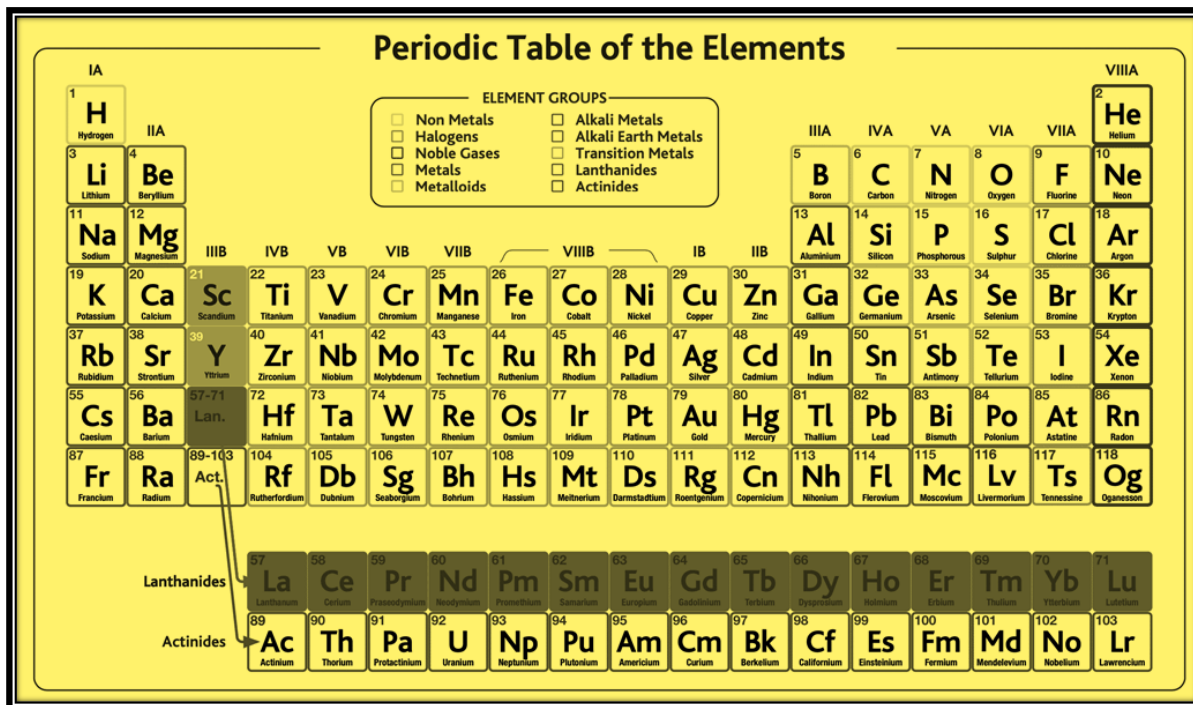 Periodic Table of the Elements
IA VIIIA
ELEMENT GROUPS
Non Metals Alkali Metals
Halogens Alkali Earth Metals
Noble Gases Transition Metals
Metals Lanthanides
Metalloids Actinides
1 2
H He
Hydrogen Helium
IIA IIIA IVA VA VIA VIIA
3 4 5 6 7 8 9 10
Li Be B C N O F Ne
Lithium Beryllium Boron Carbon Nitrogen Oxygen Fluorine Neon
11 12 13 14 15 16 17 18
Na Mg Al Si P S Cl Ar
Sodium Magnesium Aluminium Silicon Phosphorous Sulphur Chlorine Argon
IIIB IVB VB VIB VIIB VIIIB IB IIB
19 20 21 22 23 24 25 26 27 28 29 30 31 32 33 34 35 36
K Ca Sc Ti V Cr Mn Fe Co Ni Cu Zn Ga Ge As Se Br Kr
Potassium Calcium Scandium Titanium Vanadium Chromium Manganese Iron Cobalt Nickel Copper Zinc Gallium Germanium Arsenic Selenium Bromine Krypton
37 38 39 40 41 42 43 44 45 46 47 48 49 50 51 52 53 54
Rb Sr Y Zr Nb Mo Tc Ru Rh Pd Ag Cd In Sn Sb Te I Xe
Rubidium Strontium Yttrium Zirconium Niobium Molybdenum Technetium Ruthenium Rhodium Palladium Silver Cadmium Indium Tin Antimony Tellurium Iodine Xenon
55 56 57-71 72 73 74 75 76 77 78 79 80 81 82 83 84 85 86
Cs Ba Lan. Hf Ta W Re Os Ir Pt Au Hg Tl Pb Bi Po At Rn
Caesium Barium Hafnium Tantalum Tungsten Rhenium Osmium Iridium Platinum Gold Mercury Thallium Lead Bismuth Polonium Astatine Radon
87 88 89-103 104 105 106 107 108 109 110 111 112 113 114 115 116 117 118
Fr Ra Act. Rf Db Sg Bh Hs Mt Ds Rg Cn Nh Fl Mc Lv Ts Og
Francium Radium Rutherfordium Dubnium Seaborgium Bohrium Hassium Meitnerium Darmstadtium Roentgenium Copernicium Nihonium Flerovium Moscovium Livermorium Tennessine Oganesson
57 58 59 60 61 62 63 64 65 66 67 68 69 70 71
Lanthanides La Ce Pr Nd Pm Sm Eu Gd Tb Dy Ho Er Tm Yb Lu
Lanthanum Cerium Praseodymium Neodymium Promethium Samarium Europium Gadolinium Terbium Dysprosium Holmium Erbium Thulium Ytterbium Lutetium
89 90 91 92 93 94 95 96 97 98 99 100 101 102 103
Actinides Ac Th Pa U Np Pu Am Cm Bk Cf Es Fm Md No Lr
Actinium Thorium Protactinium Uranium Neptunium Plutonium Americium Curium Berkelium Californium Einsteinium Fermium Mendelevium Nobelium Lawrencium